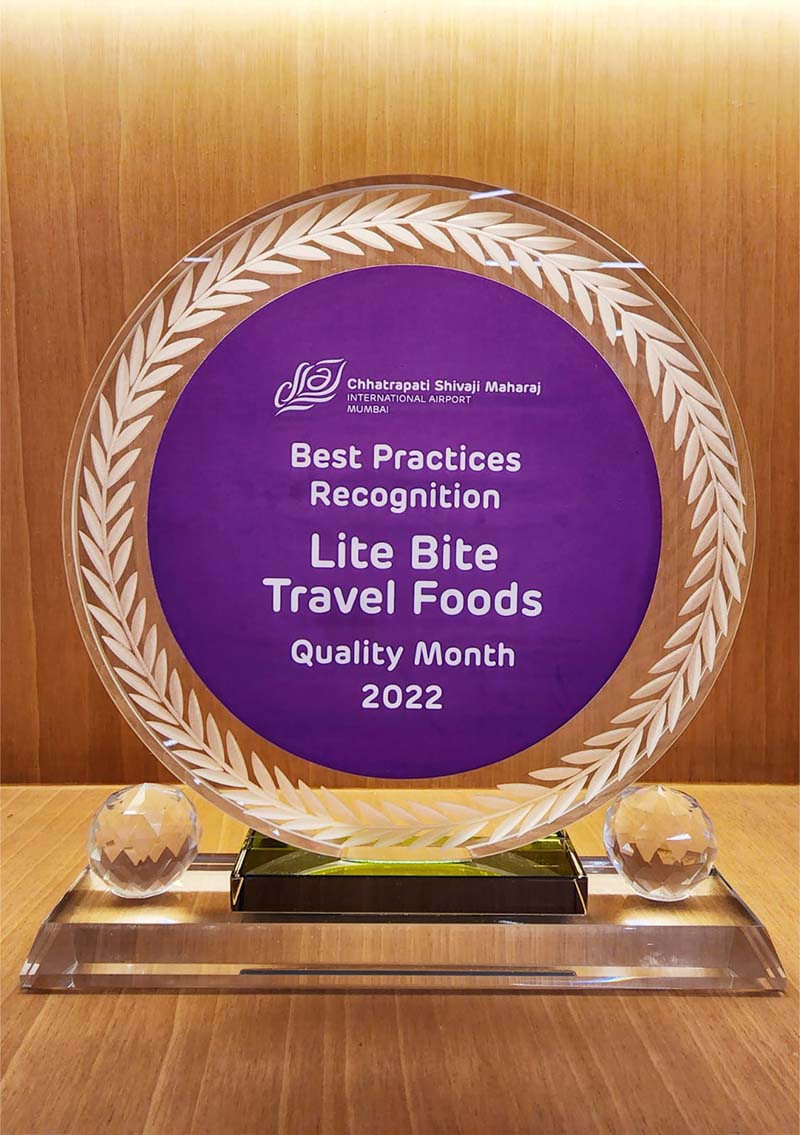 Chhatrapati Shivaji Maharaj
INTERNATIONAL AIRPORT
MUMBAI
Best Practices
Recognition
Lite Bite
Travel Foods
Quality Month
2022